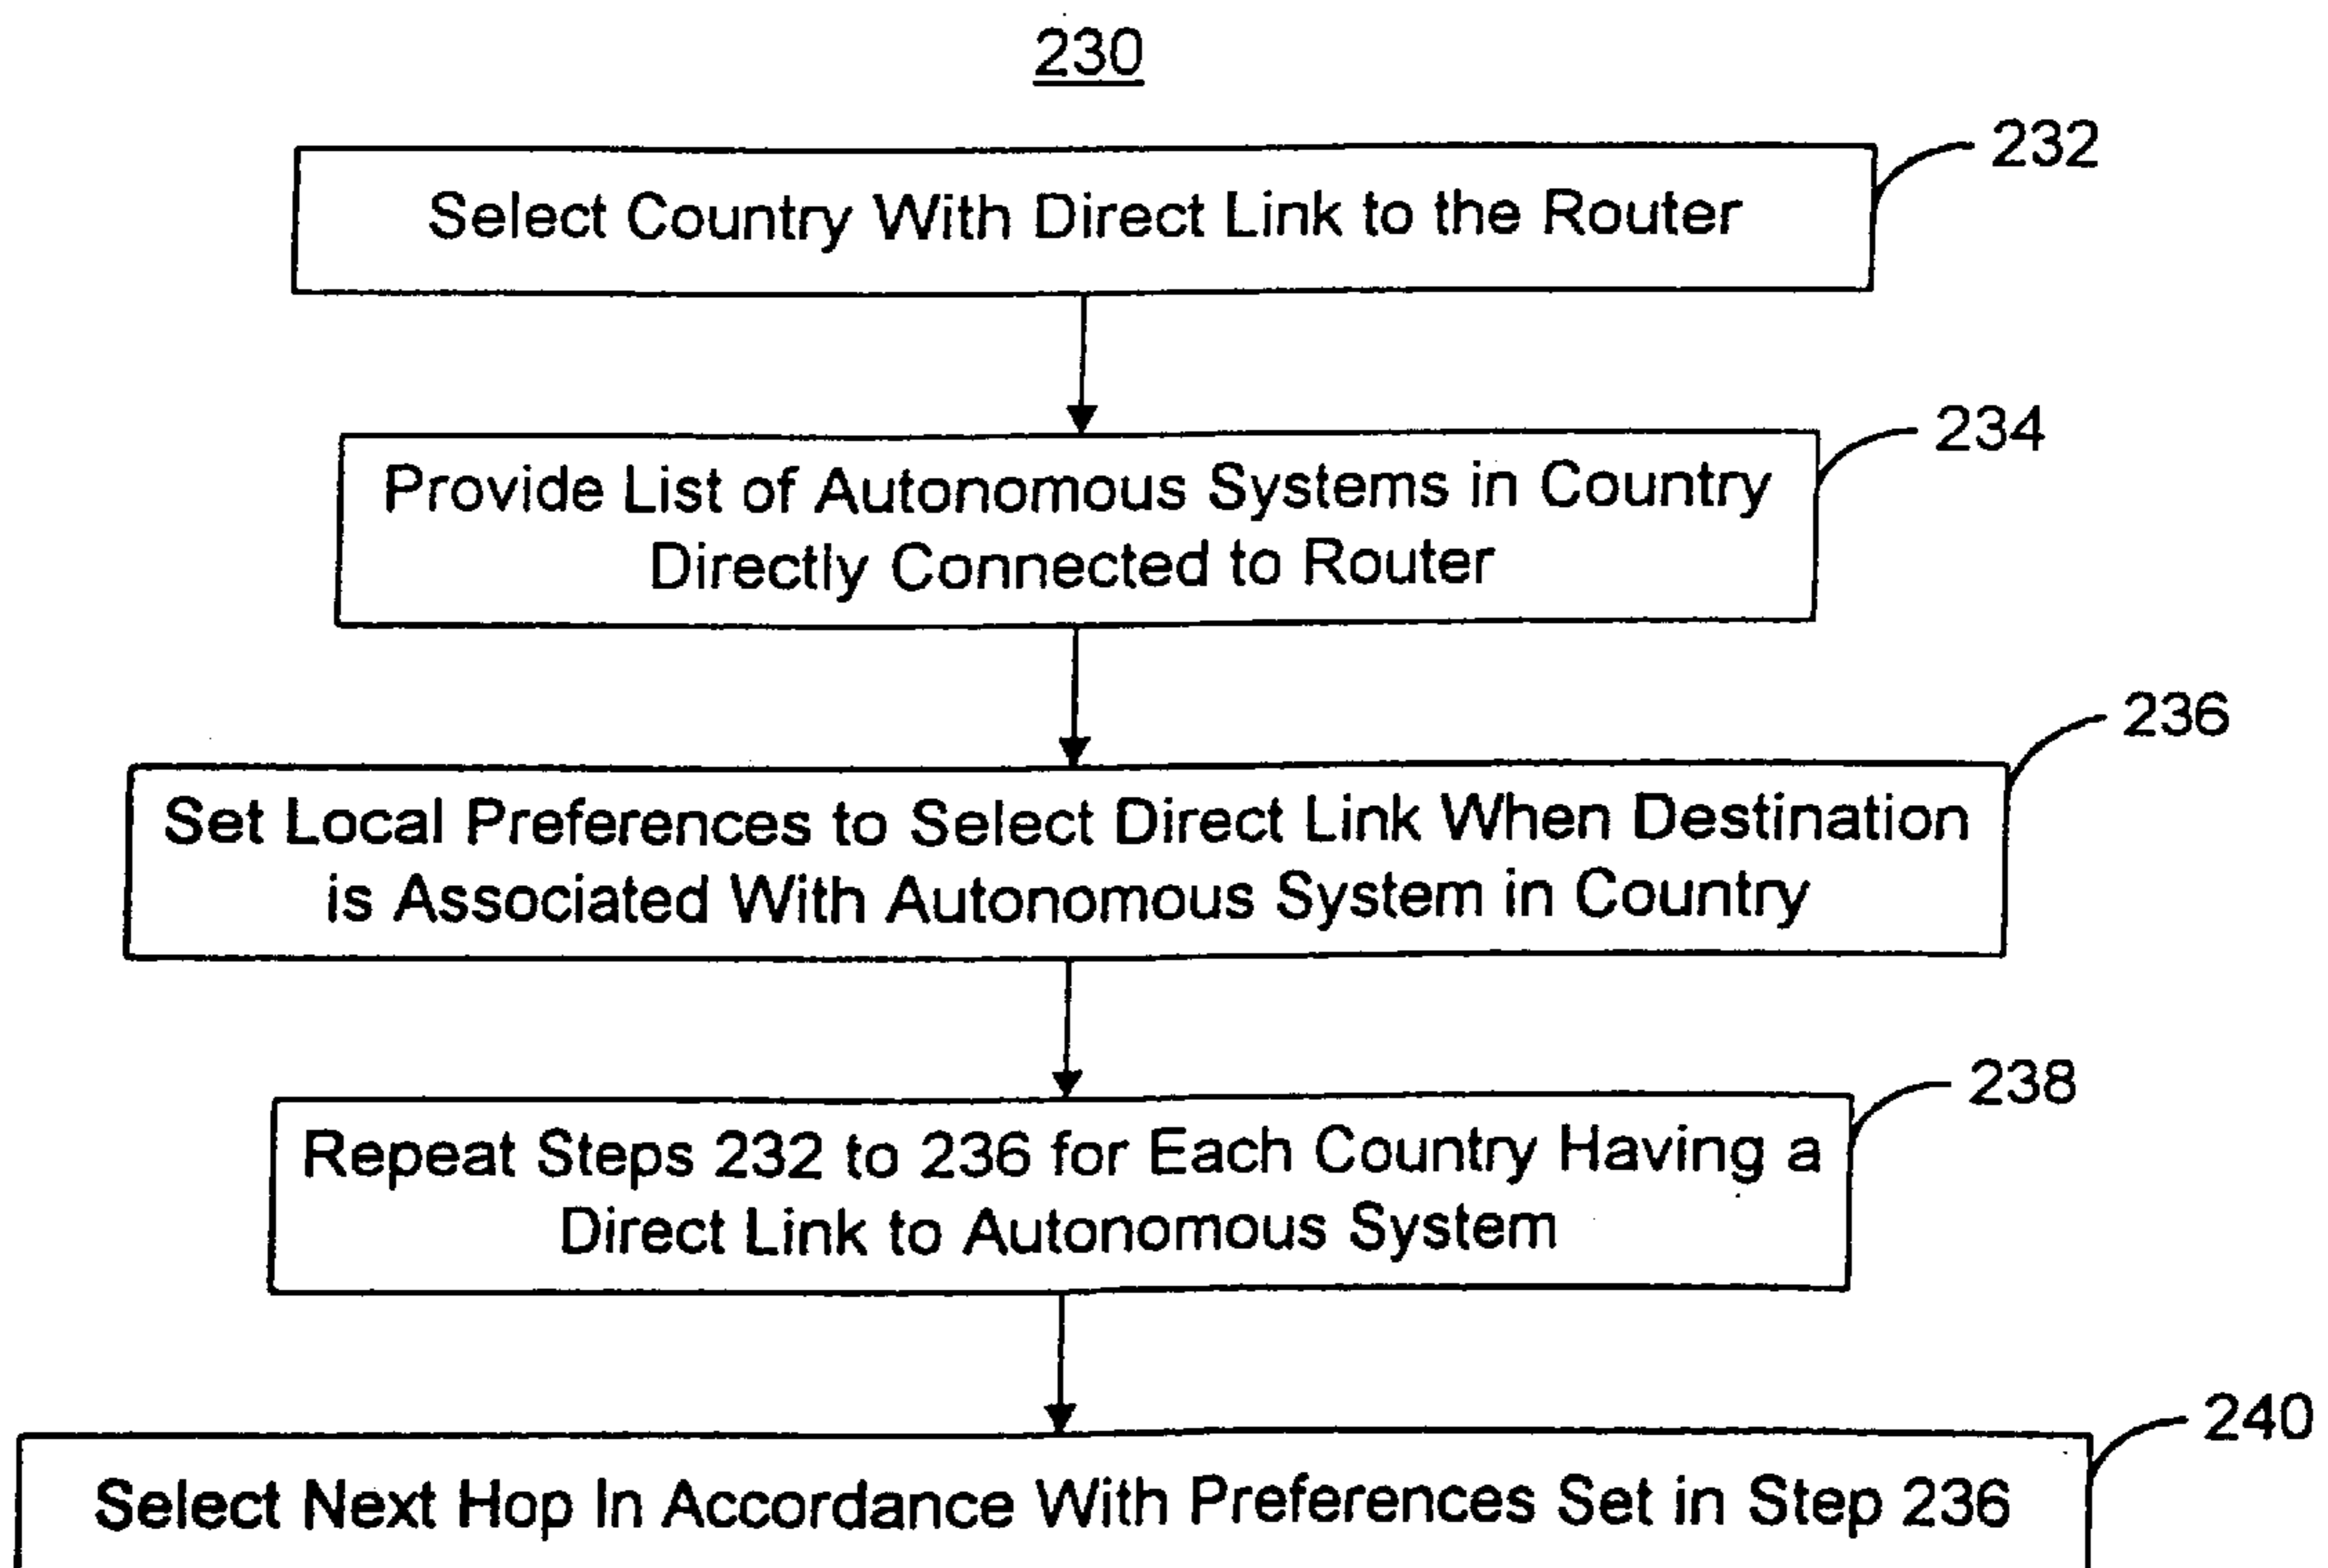 230
232
Select Country With Direct Link to the Router
234
Provide List of Autonomous Systems in Country
Directly Connected to Router
236
Set Local Preferences to Select Direct Link When Destination
is Associated With Autonomous System in Country
238
Repeat Steps 232 to 236 for Each Country Having a
Direct Link to Autonomous System
240
Select Next Hop In Accordance With Preferences Set in Step 236